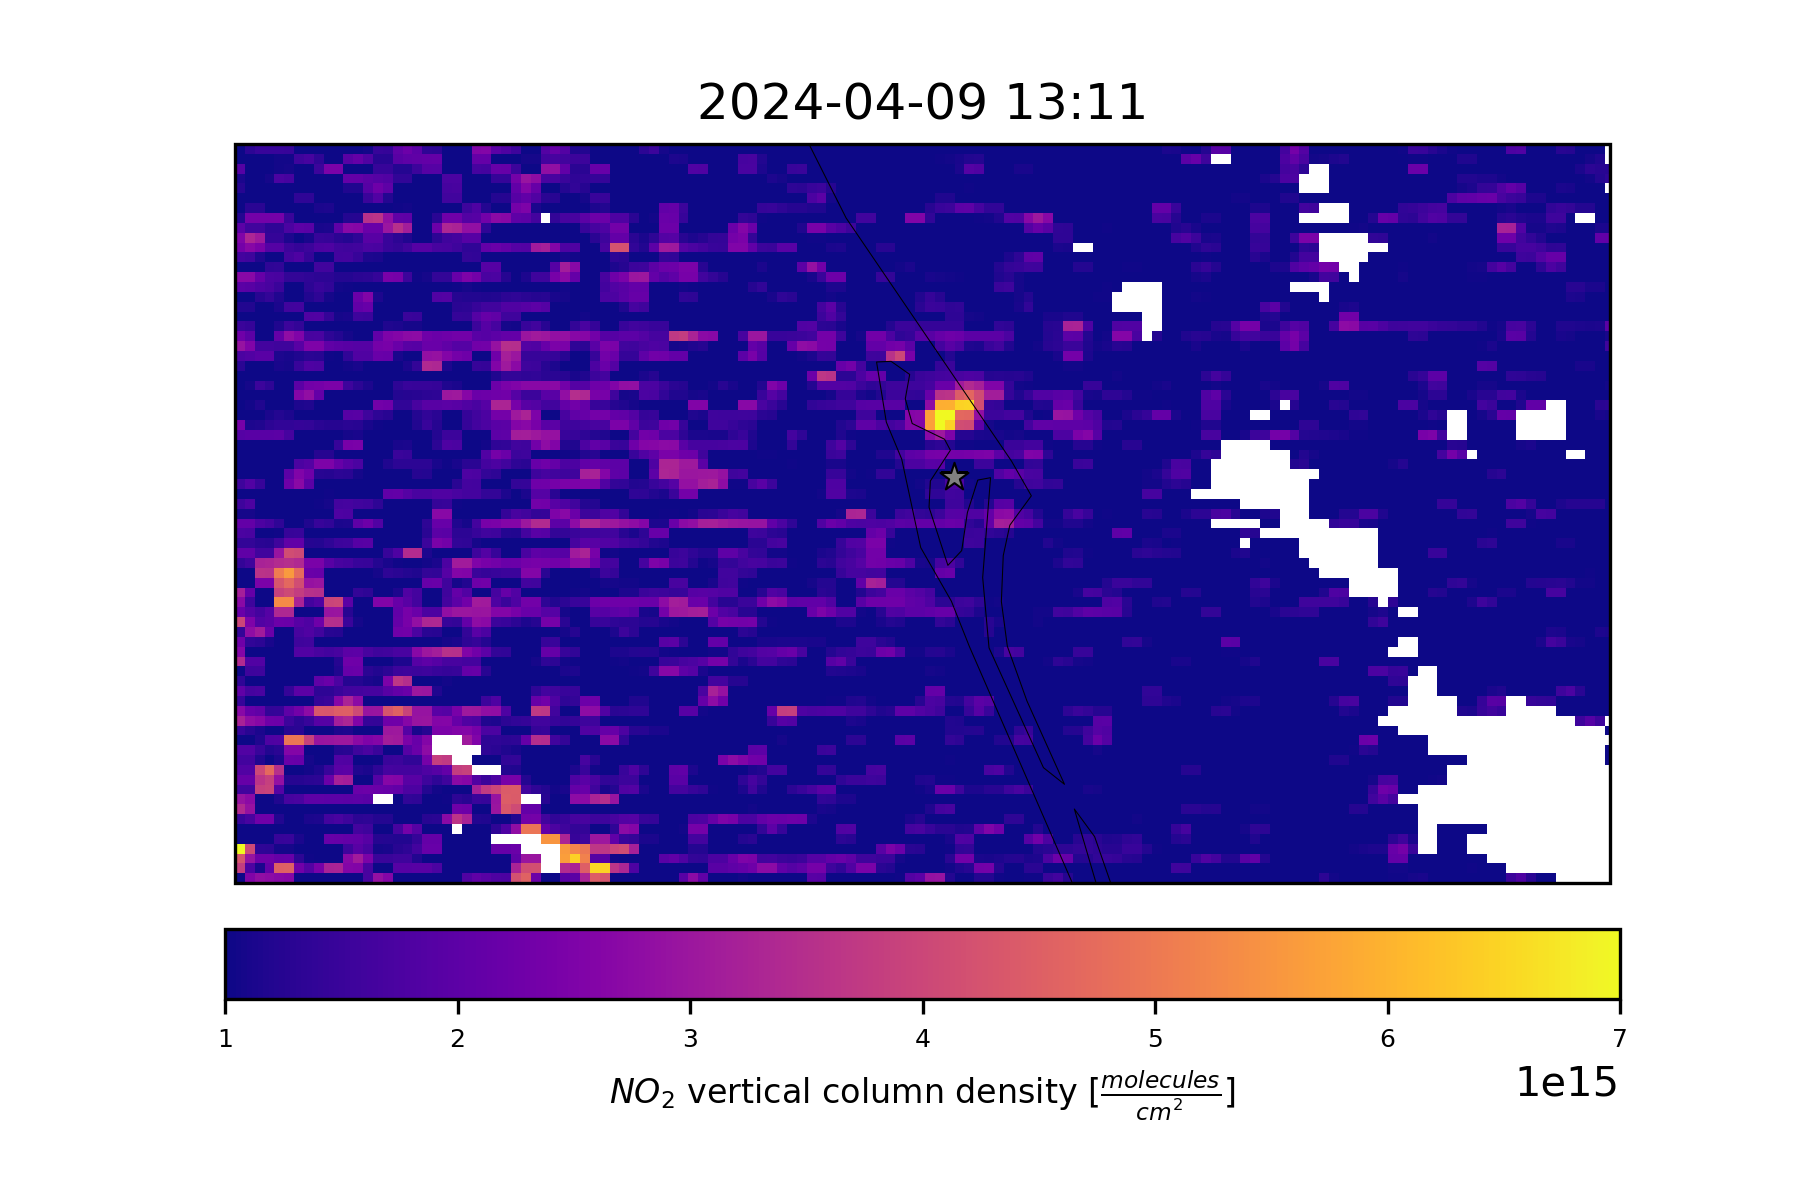 2024-04-09 13:11
1 2 3 4 5 6 7
1e15
NO₂ vertical column density [molecules/cm²]